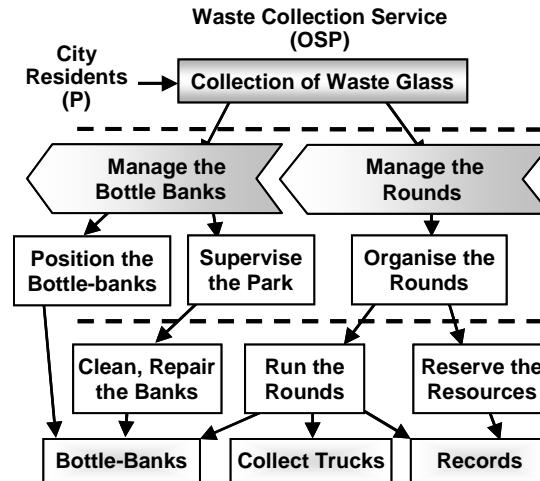 Waste Collection Service
(OSP)
City
Residents
(P)
Collection of Waste Glass
Manage the
Bottle Banks
Manage the
Rounds
Position the
Bottle-banks
Supervise
the Park
Organise the
Rounds
Clean, Repair
the Banks
Run the
Rounds
Reserve the
Resources
Bottle-Banks
Collect Trucks
Records